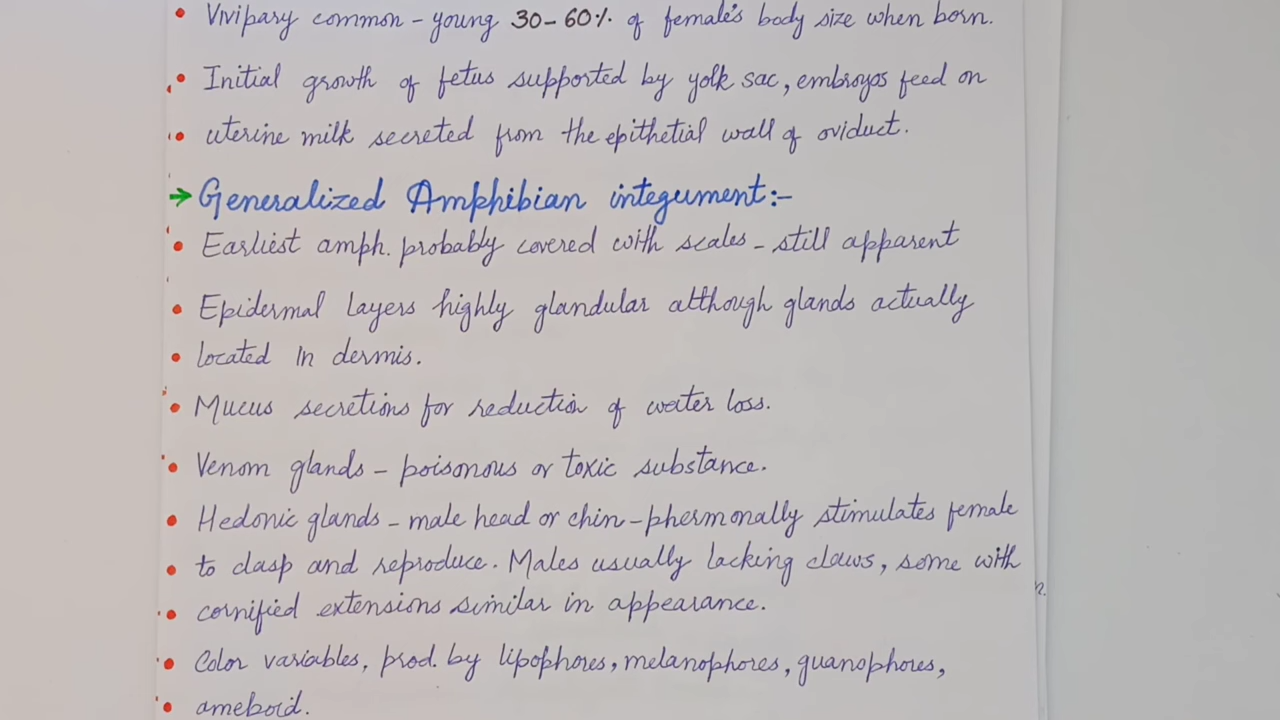 • Vivipary common – young 30-60% of female's body size when born.
• Initial growth of fetus supported by yolk sac, embroyos feed on
• uterine milk secreted from the epithetial wall of oviduct.
→ Generalized Amphibian integument:-
• Earliest amph. probably covered with scales - still apparent
• Epidermal layers highly glandular although glands actually
• located in dermis.
• Mucus secretions for reduction of water loss.
• Venom glands – poisonous or toxic substance.
• Hedonic glands – male head or chin – phermonally stimulates female
• to clasp and reproduce. Males usually lacking claws, some with
• cornified extensions similar in appearance.
• Color variables, prod. by lipophores, melanophores, guanophores,
• ameboid.